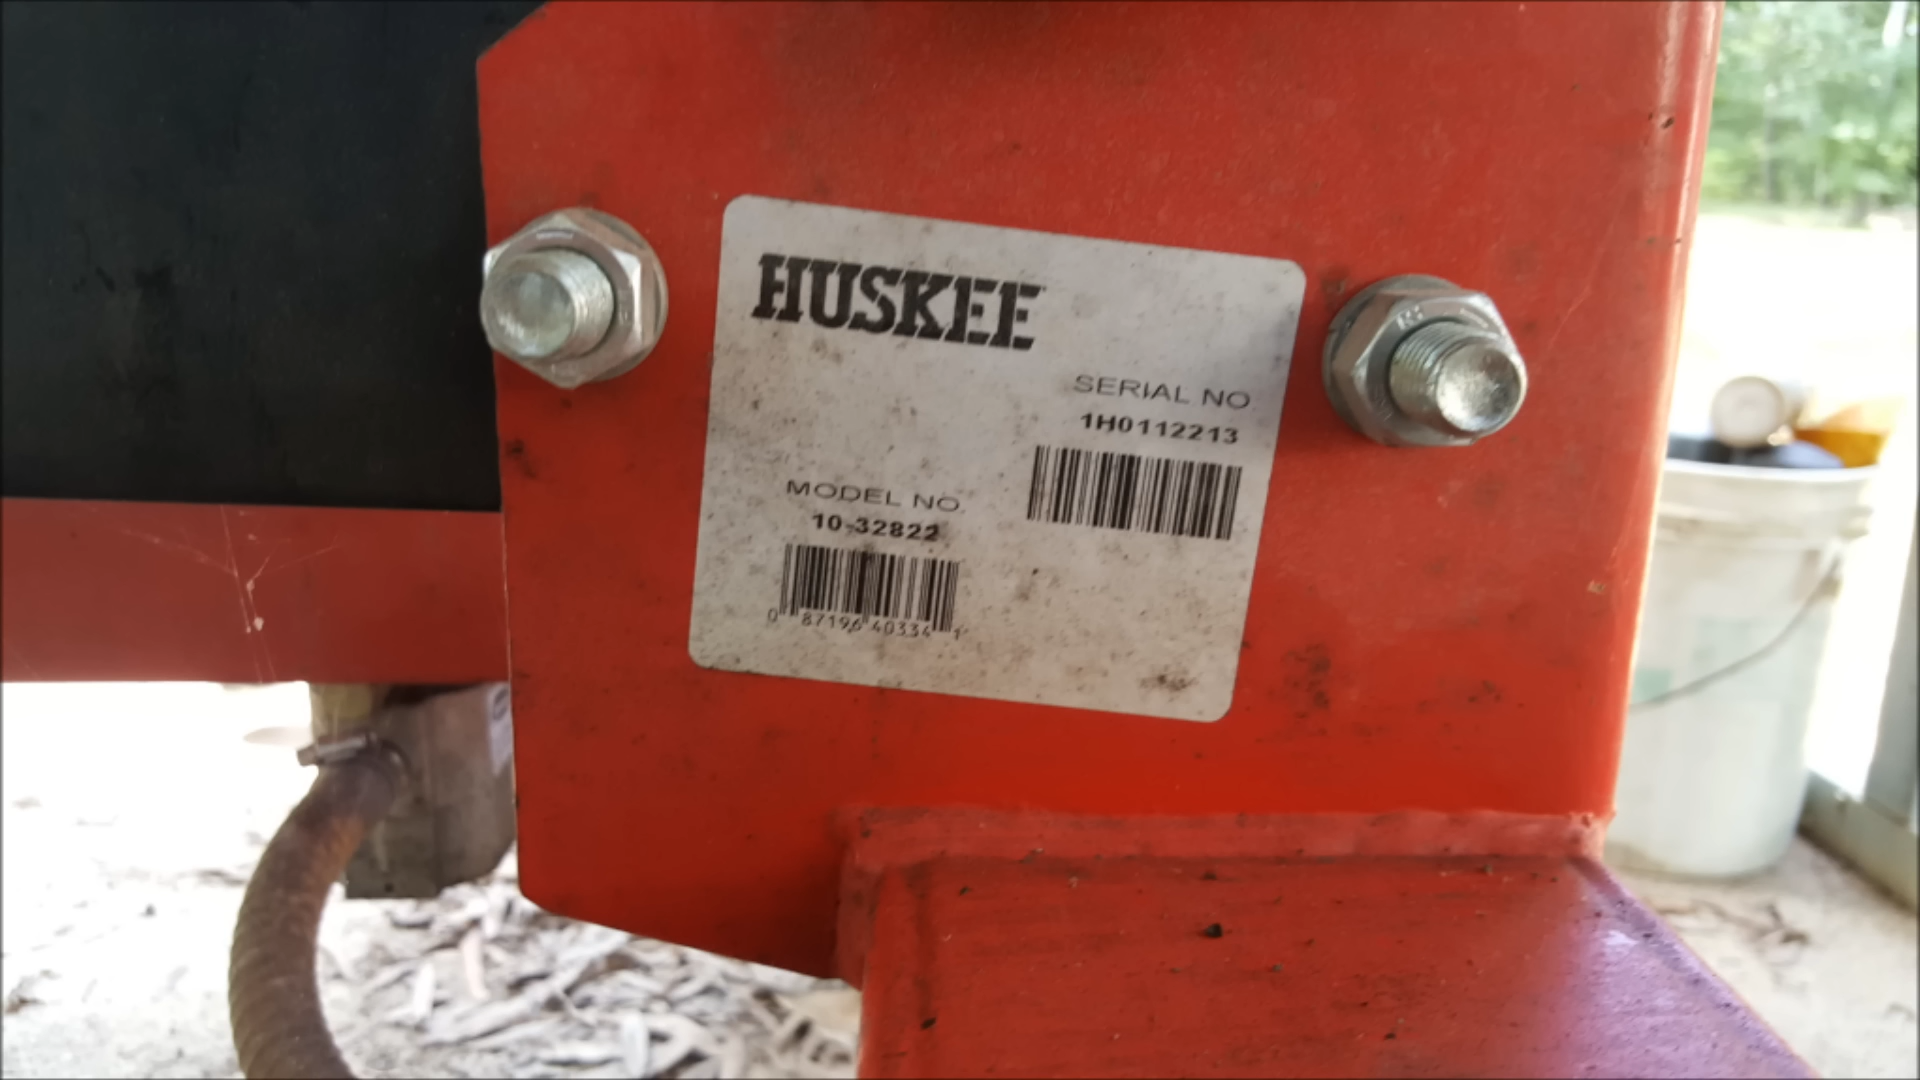 HUSKEE
SERIAL NO
1H0112213
MODEL NO.
10-32822
0 87196 40334 1